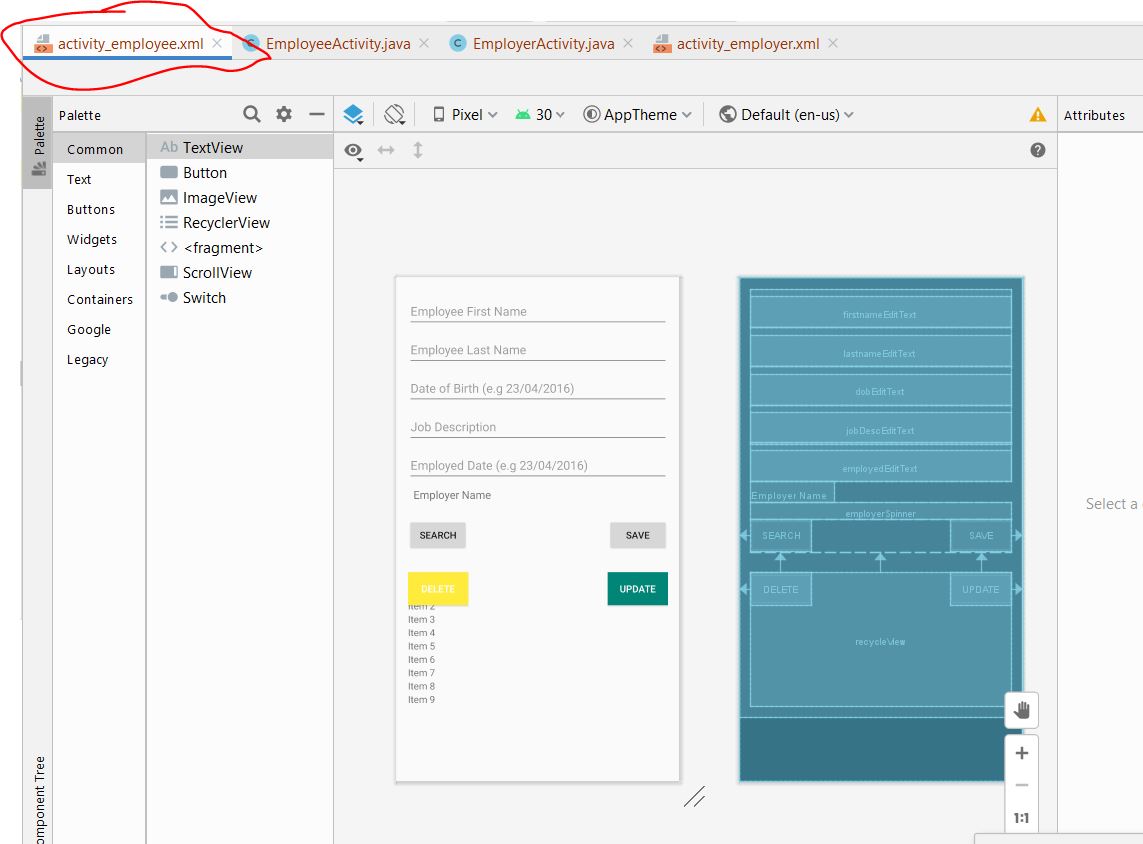 activity_employee.xml EmployeeActivity.java EmployerActivity.java activity_employer.xml
Palette
Palette
Component Tree
Common
Text
Buttons
Widgets
Layouts
Containers
Google
Legacy
Ab TextView
Button
ImageView
RecyclerView
<fragment>
ScrollView
Switch
Pixel 30 AppTheme Default (en-us)
Attributes
Employee First Name
Employee Last Name
Date of Birth (e.g 23/04/2016)
Job Description
Employed Date (e.g 23/04/2016)
Employer Name
SEARCH SAVE
DELETE UPDATE
Item 2
Item 3
Item 4
Item 5
Item 6
Item 7
Item 8
Item 9
firstnameEditText
lastnameEditText
dobEditText
jobDescEditText
employedEditText
Employer Name
employerSpinner
SEARCH SAVE
DELETE UPDATE
recycleView
1:1
Select a